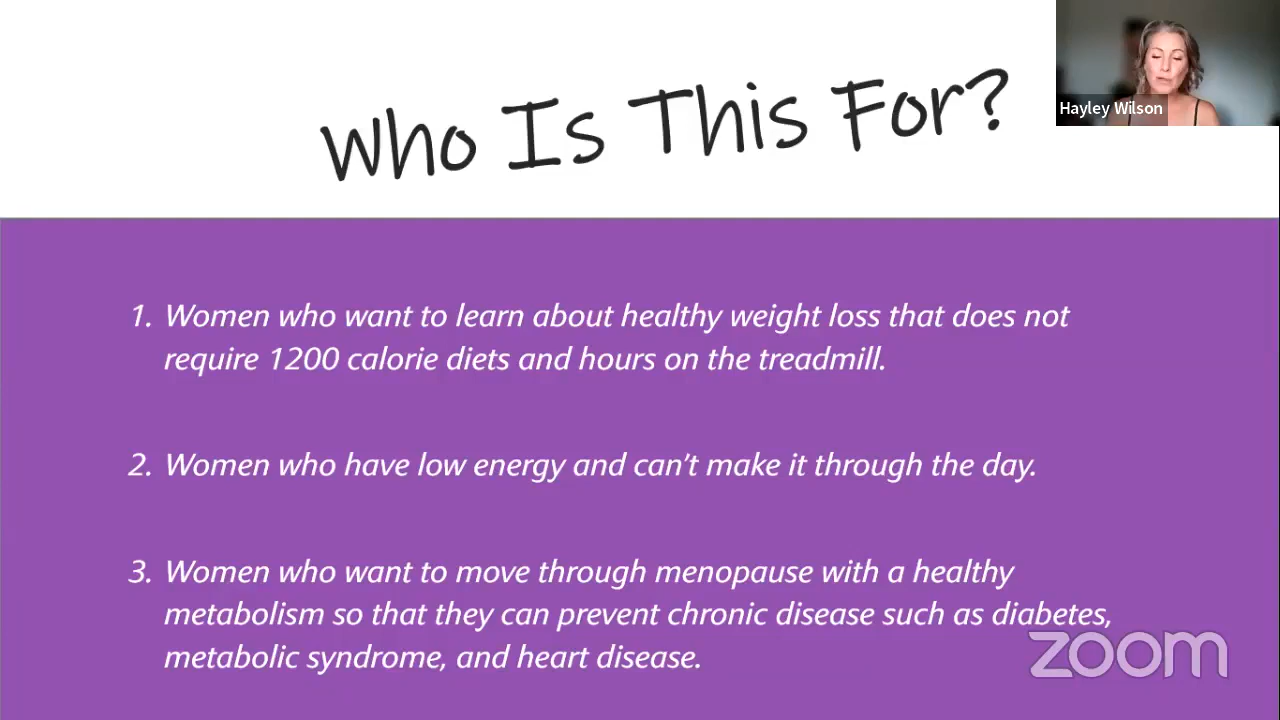 Who Is This For?
Hayley Wilson
1. Women who want to learn about healthy weight loss that does not
require 1200 calorie diets and hours on the treadmill.
2. Women who have low energy and can't make it through the day.
3. Women who want to move through menopause with a healthy
metabolism so that they can prevent chronic disease such as diabetes,
metabolic syndrome, and heart disease.
zoom